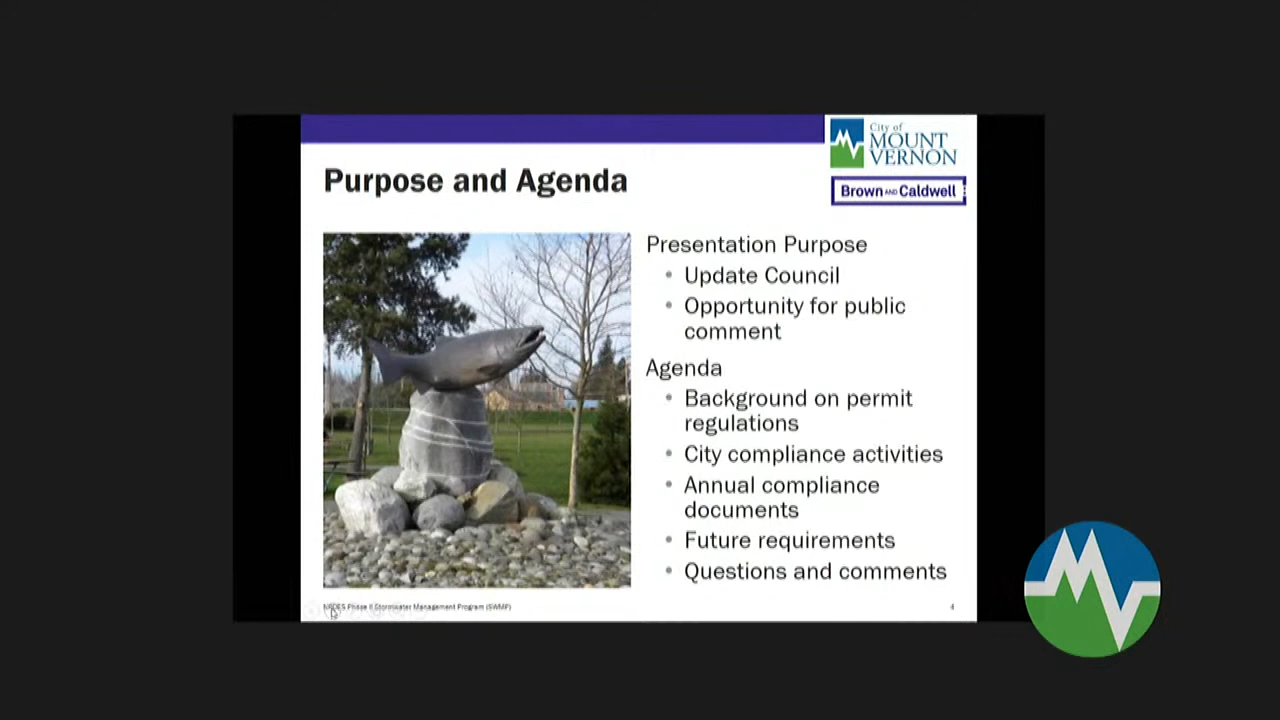 City of
MOUNT
VERNON
Brown AND Caldwell
Purpose and Agenda
Presentation Purpose
• Update Council
• Opportunity for public
comment
Agenda
• Background on permit
regulations
• City compliance activities
• Annual compliance
documents
• Future requirements
• Questions and comments
NPDES Phase II Stormwater Management Program (SWMP)
4
MV